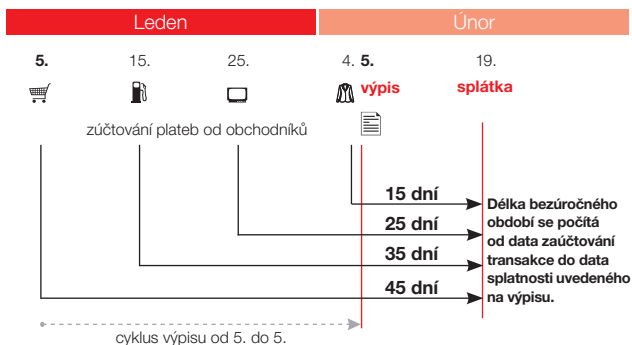 Leden Únor
5. 15. 25. 4. 5. 19.
výpis splátka
zúčtování plateb od obchodníků
15 dní
25 dní
35 dní
45 dní
Délka bezúročného
období se počítá
od data zaúčtování
transakce do data
splatnosti uvedeného
na výpisu.
cyklus výpisu od 5. do 5.